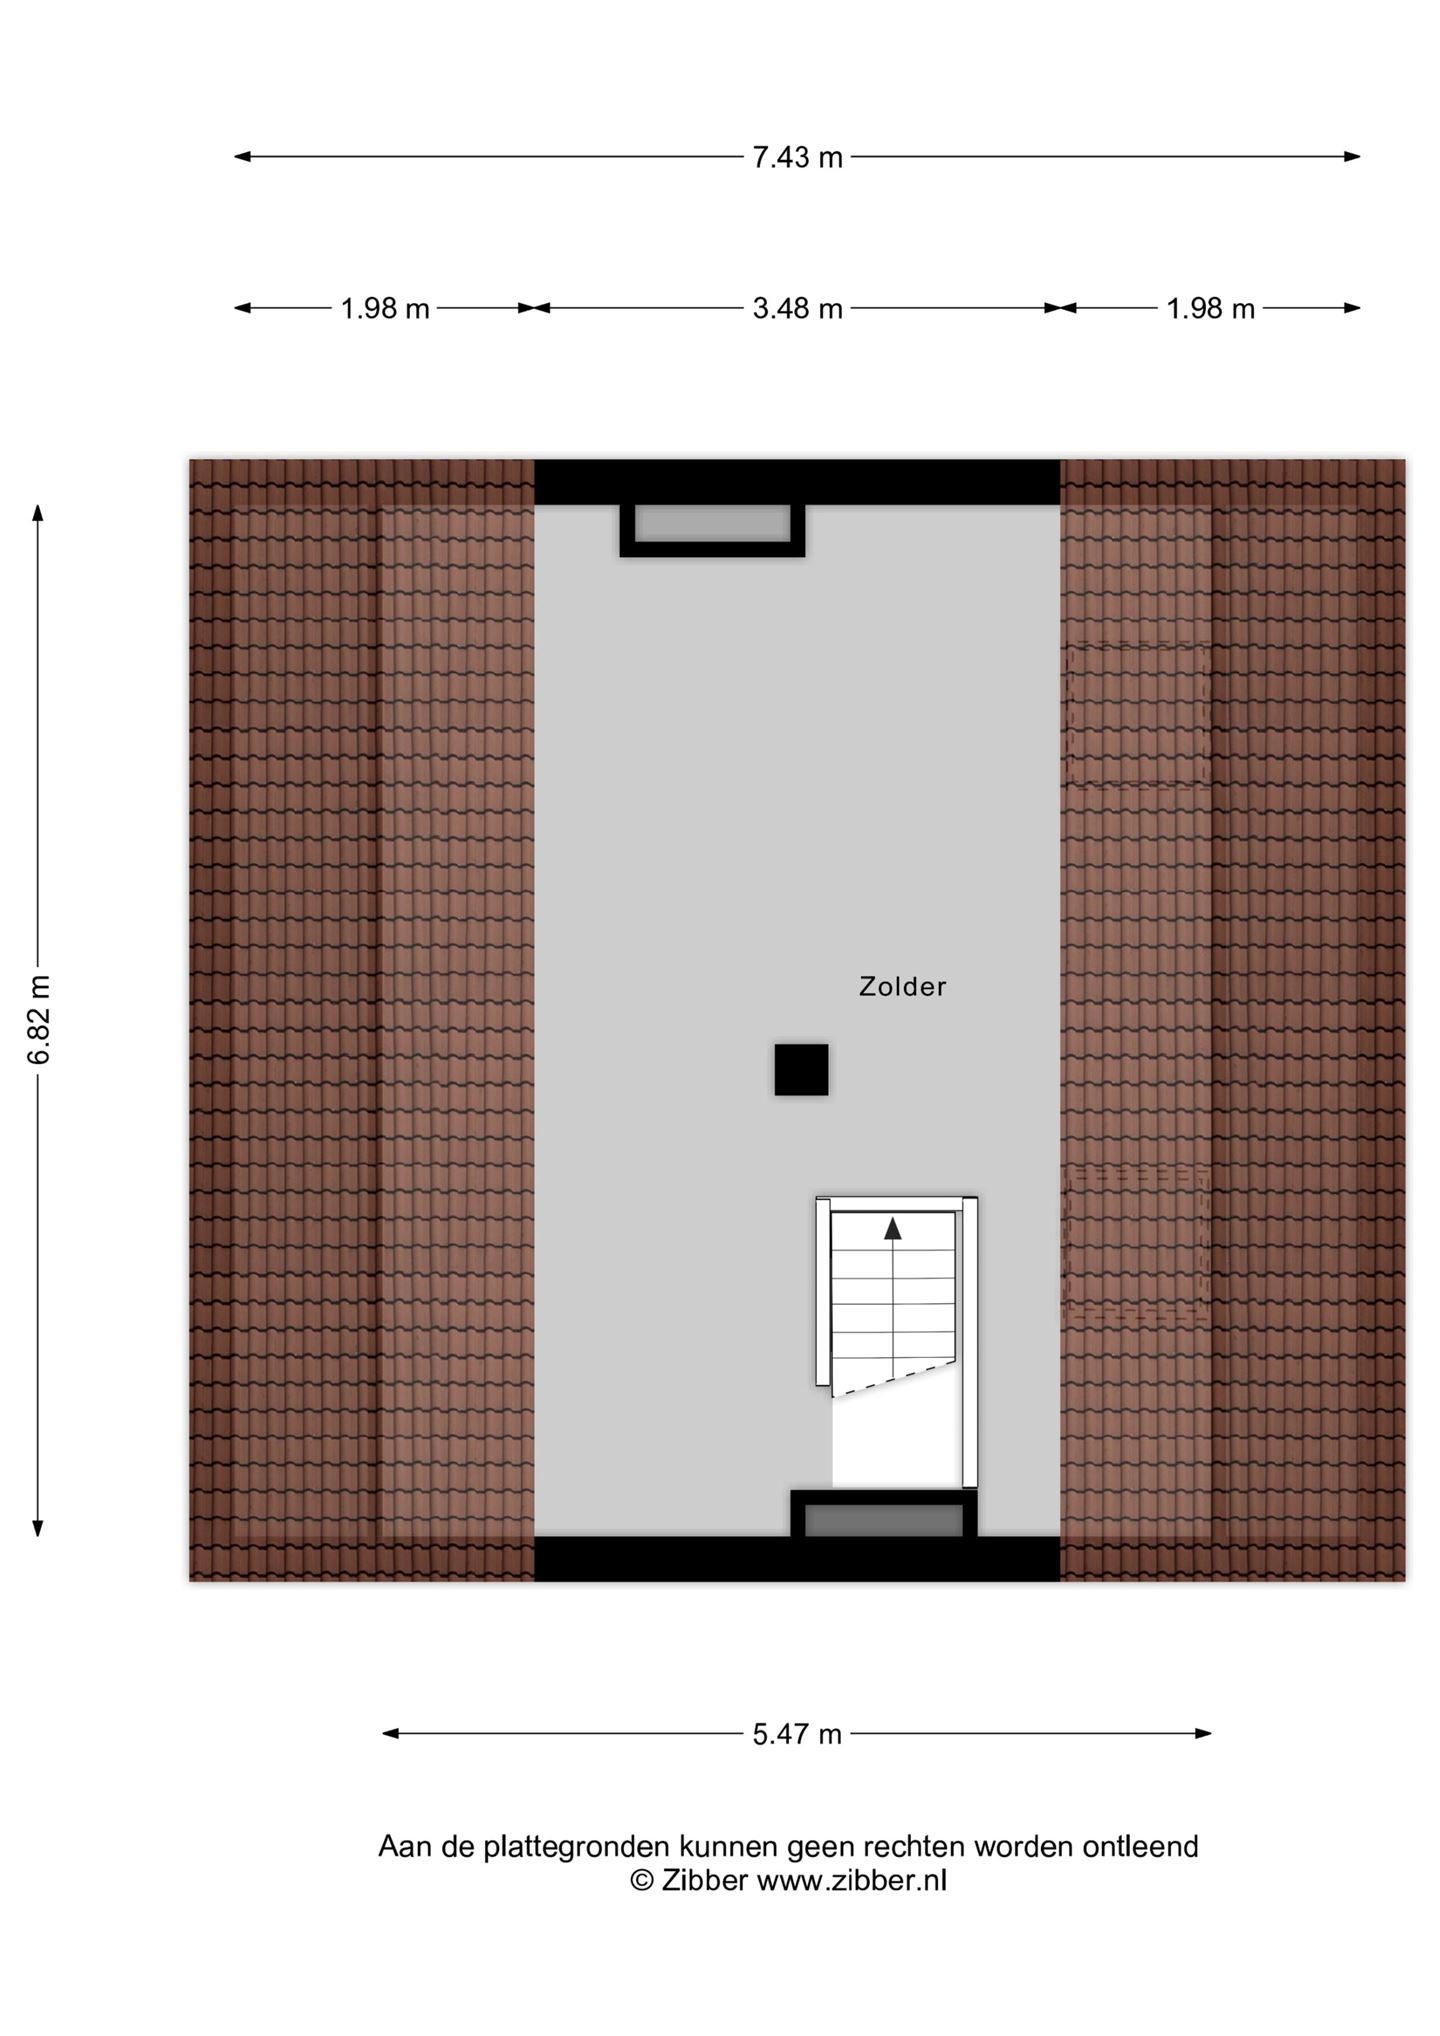 7.43 m
1.98 m
3.48 m
1.98 m
6.82 m
Zolder
5.47 m
Aan de plattegronden kunnen geen rechten worden ontleend
© Zibber www.zibber.nl